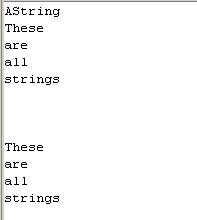 AString
These
are
all
strings
These
are
all
strings